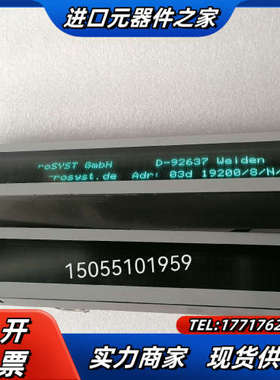 进口元器件之家
roSYST GmbH D-92637 Weiden
rosyst.de Adr: 03d 19200/8/N/
15055101959
开
票
TEL:1771762
实力商家 现货供